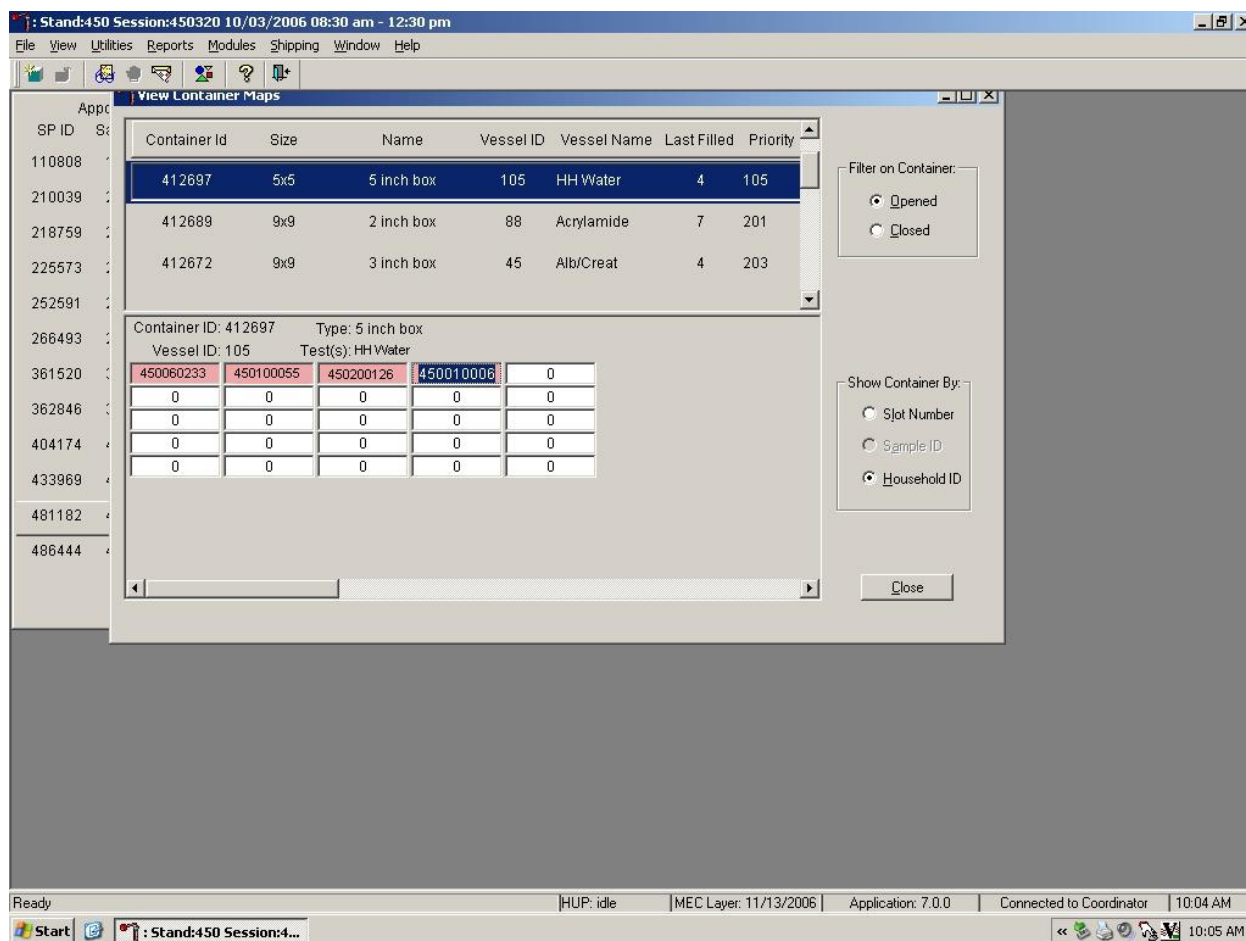 : Stand:450 Session:450320 10/03/2006 08:30 am - 12:30 pm
File View Utilities Reports Modules Shipping Window Help
View Container Maps
SP ID
110808
210039
218759
225573
252591
266493
361520
362846
404174
433969
481182
486444
Container Id Size Name Vessel ID Vessel Name Last Filled Priority
412697 5x5 5 inch box 105 HH Water 4 105
412689 9x9 2 inch box 88 Acrylamide 7 201
412672 9x9 3 inch box 45 Alb/Creat 4 203
Container ID: 412697 Type: 5 inch box
Vessel ID: 105 Test(s): HH Water
450060233 450100055 450200126 450010006 0
0 0 0 0 0
0 0 0 0 0
0 0 0 0 0
0 0 0 0 0
Filter on Container:
Opened
Closed
Show Container By:
Slot Number
Sample ID
Household ID
Close
Ready HUP: idle MEC Layer: 11/13/2006 Application: 7.0.0 Connected to Coordinator 10:04 AM
Start : Stand:450 Session:4... 10:05 AM